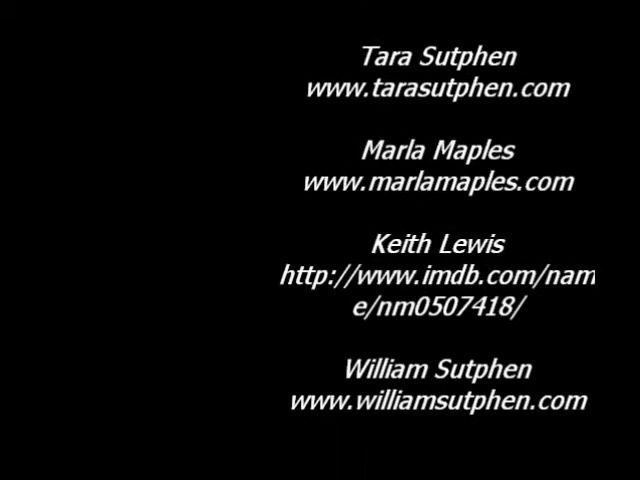 Tara Sutphen
www.tarasutphen.com
Marla Maples
www.marlamaples.com
Keith Lewis
http://www.imdb.com/nam
e/nm0507418/
William Sutphen
www.williamsutphen.com